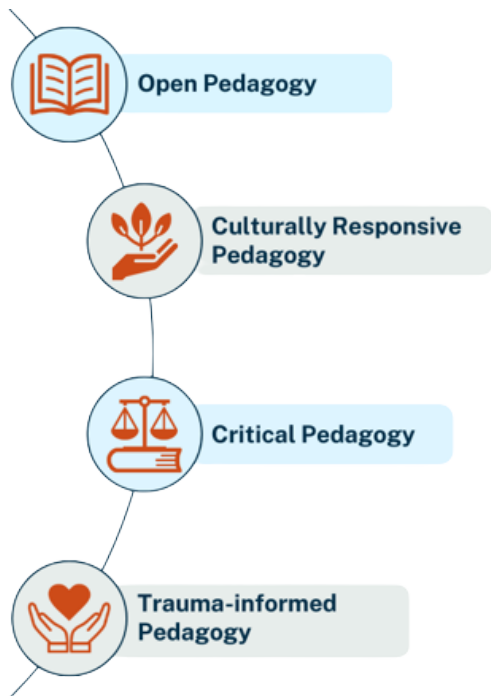 Open Pedagogy
Culturally Responsive
Pedagogy
Critical Pedagogy
Trauma-informed
Pedagogy